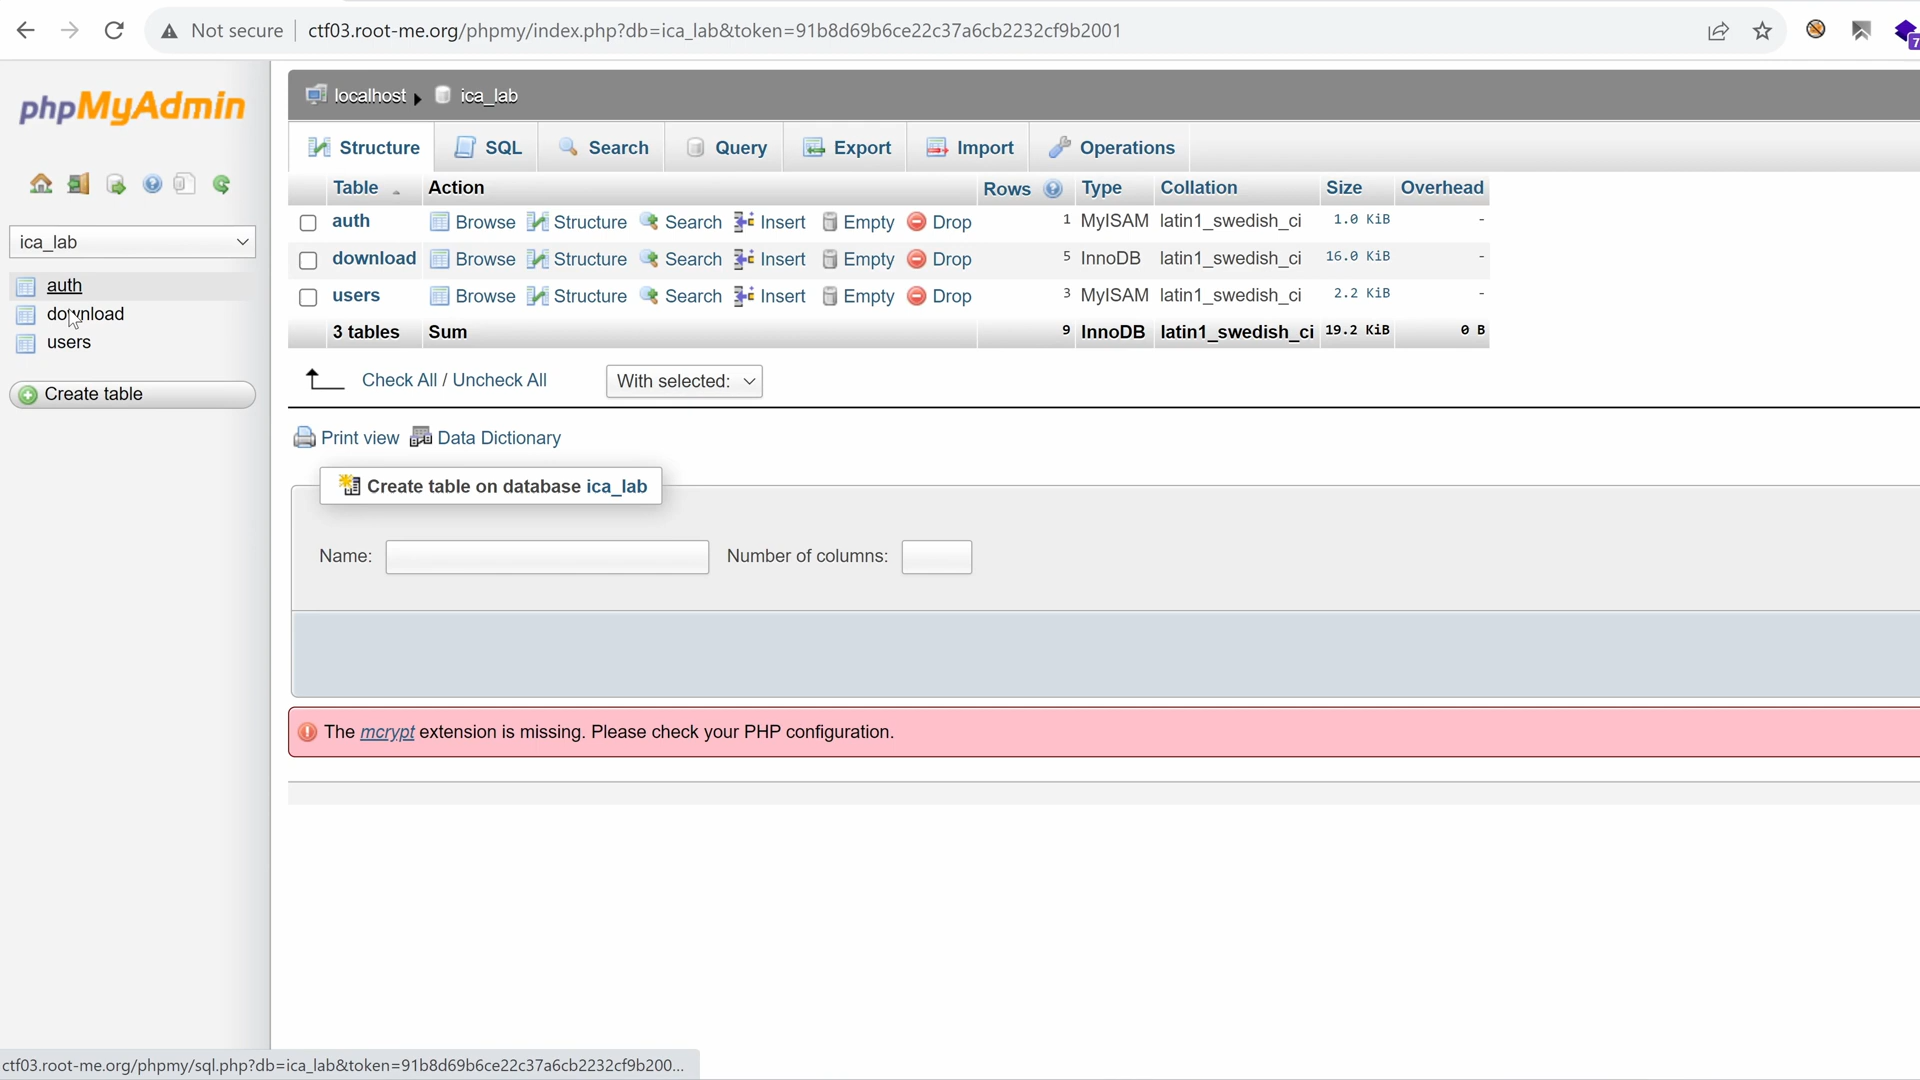 Not secure ctf03.root-me.org/phpmy/index.php?db=ica_lab&token=91b8d69b6ce22c37a6cb2232cf9b2001
7
phpMyAdmin
localhost ica_lab
Structure SQL Search Query Export Import Operations
Table Action Rows Type Collation Size Overhead
auth Browse Structure Search Insert Empty Drop 1 MyISAM latin1_swedish_ci 1.0 KiB -
download Browse Structure Search Insert Empty Drop 5 InnoDB latin1_swedish_ci 16.0 KiB -
users Browse Structure Search Insert Empty Drop 3 MyISAM latin1_swedish_ci 2.2 KiB -
3 tables Sum 9 InnoDB latin1_swedish_ci 19.2 KiB 0 B
ica_lab
auth
download
users
Create table
Check All / Uncheck All With selected:
Print view Data Dictionary
Create table on database ica_lab
Name: Number of columns:
The mcrypt extension is missing. Please check your PHP configuration.
ctf03.root-me.org/phpmy/sql.php?db=ica_lab&token=91b8d69b6ce22c37a6cb2232cf9b200...